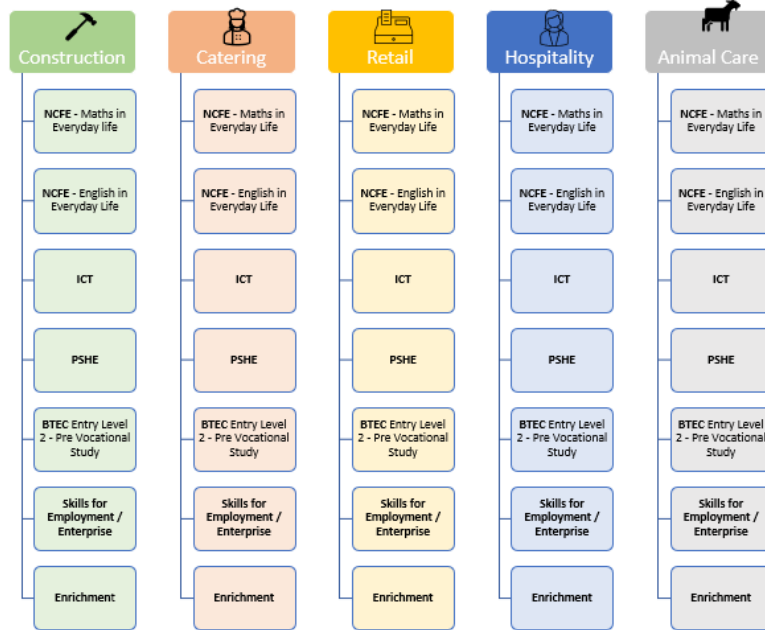 Construction
NCFE - Maths in
Everyday life
NCFE - English in
Everyday Life
ICT
PSHE
BTEC Entry Level
2 - Pre Vocational
Study
Skills for
Employment /
Enterprise
Enrichment
Catering
NCFE - Maths in
Everyday Life
NCFE - English in
Everyday Life
ICT
PSHE
BTEC Entry Level
2 - Pre Vocational
Study
Skills for
Employment /
Enterprise
Enrichment
Retail
NCFE - Maths in
Everyday Life
NCFE - English in
Everyday Life
ICT
PSHE
BTEC Entry Level
2 - Pre Vocational
Study
Skills for
Employment /
Enterprise
Enrichment
Hospitality
NCFE - Maths in
Everyday Life
NCFE - English in
Everyday Life
ICT
PSHE
BTEC Entry Level
2 - Pre Vocational
Study
Skills for
Employment /
Enterprise
Enrichment
Animal Care
NCFE - Maths in
Everyday Life
NCFE - English in
Everyday Life
ICT
PSHE
BTEC Entry Level
2 - Pre Vocational
Study
Skills for
Employment /
Enterprise
Enrichment